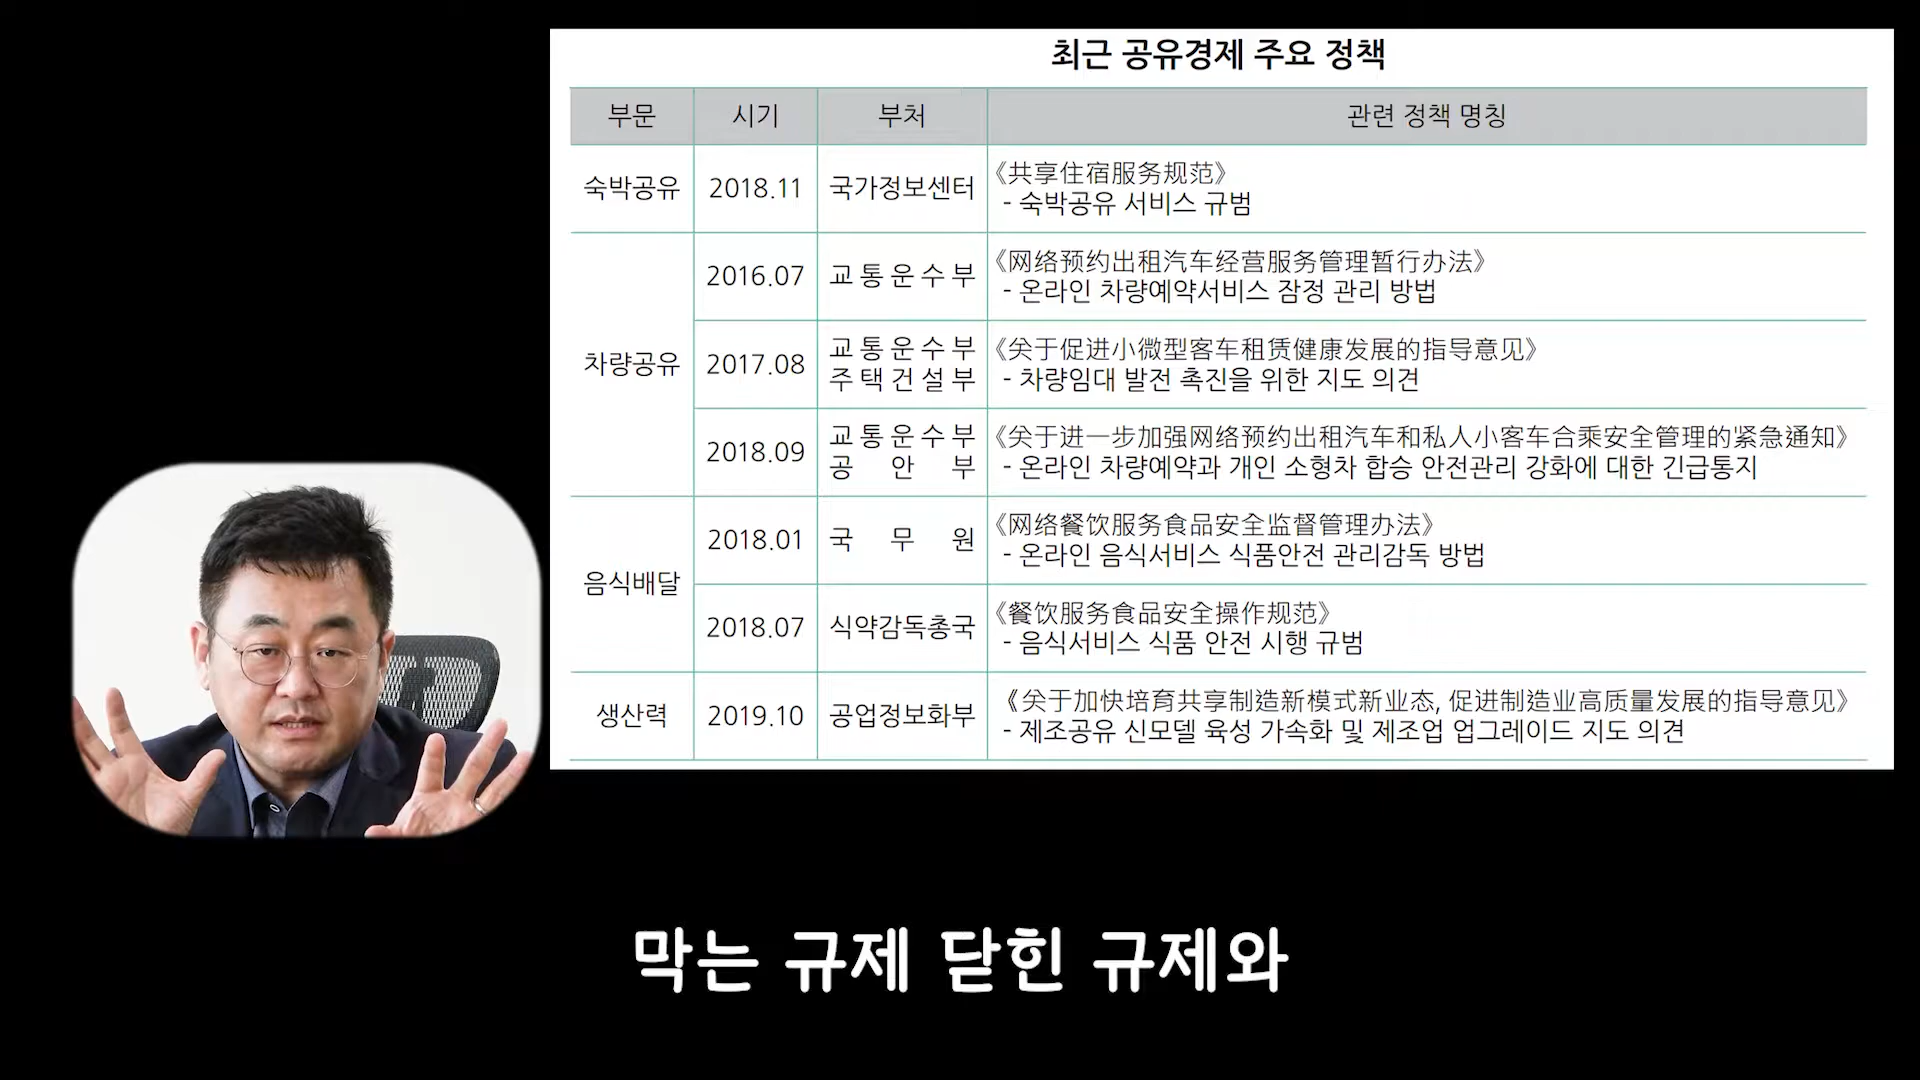 최근 공유경제 주요 정책
부문 시기 부처 관련 정책 명칭
숙박공유 2018.11 국가정보센터 《共享住宿服务规范》
- 숙박공유 서비스 규범
차량공유
2016.07 교통운수부 《网络预约出租汽车经营服务管理暂行办法》
- 온라인 차량예약서비스 잠정 관리 방법
2017.08 교통운수부 《关于促进小微型客车租赁健康发展的指导意见》
주택건설부 - 차량임대 발전 촉진을 위한 지도 의견
2018.09 교통운수부 《关于进一步加强网络预约出租汽车和私人小客车合乘安全管理的紧急通知》
공안부 - 온라인 차량예약과 개인 소형차 합승 안전관리 강화에 대한 긴급통지
음식배달
2018.01 국무원 《网络餐饮服务食品安全监督管理办法》
- 온라인 음식서비스 식품안전 관리감독 방법
2018.07 식약감독총국 《餐饮服务食品安全操作规范》
- 음식서비스 식품 안전 시행 규범
생산력 2019.10 공업정보화부 《关于加快培育共享制造新模式新业态, 促进制造业高质量发展的指导意见》
- 제조공유 신모델 육성 가속화 및 제조업 업그레이드 지도 의견
막는 규제 닫힌 규제와